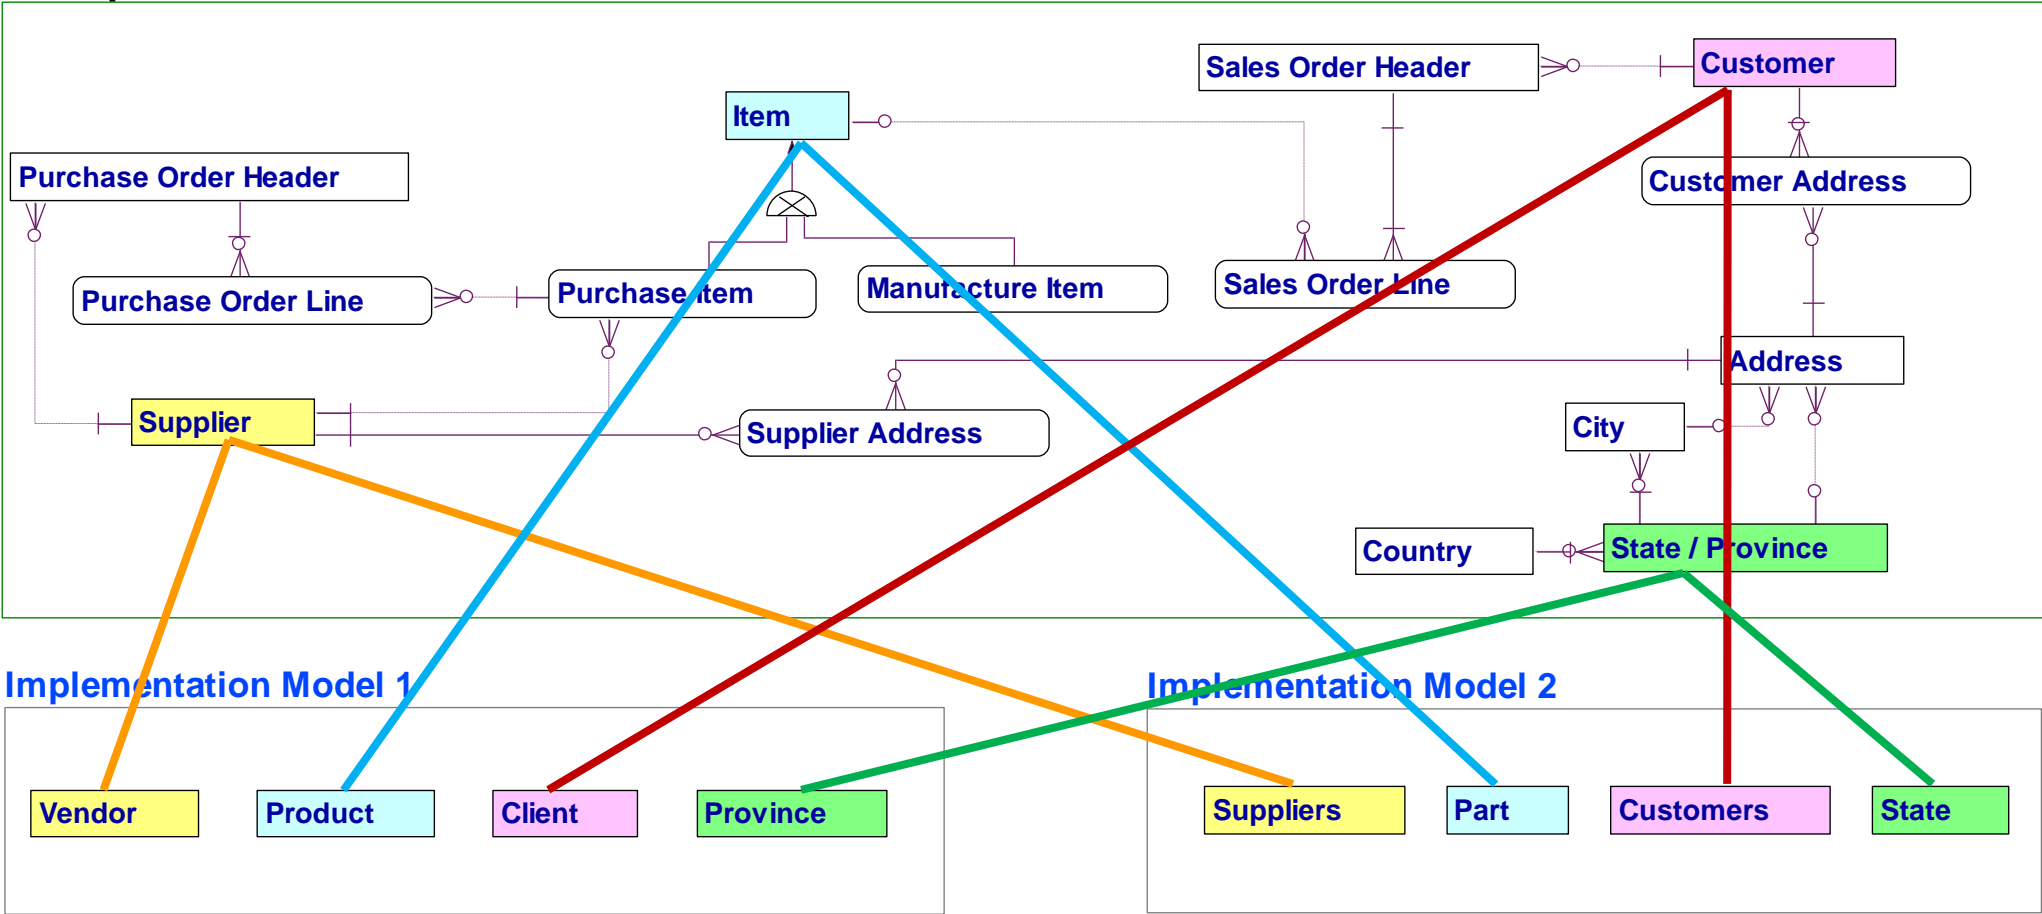 Sales Order Header
Customer
Item
Purchase Order Header
Customer Address
Purchase Order Line
Purchase Item
Manufacture Item
Sales Order Line
Address
Supplier
Supplier Address
City
Country
State / Province
Implementation Model 1
Implementation Model 2
Vendor
Product
Client
Province
Suppliers
Part
Customers
State